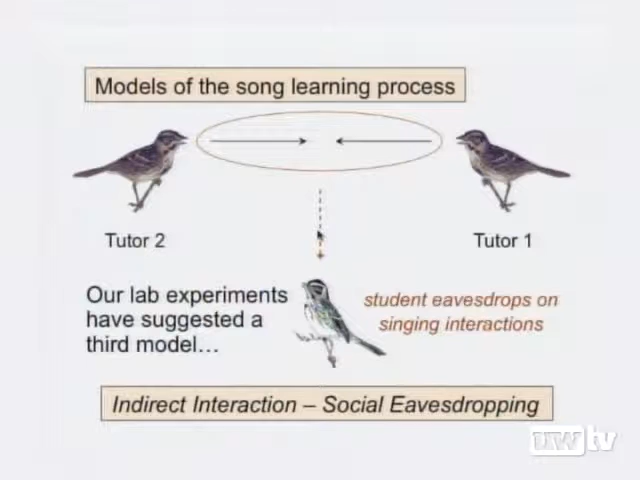 Models of the song learning process
Tutor 2
Tutor 1
Our lab experiments
have suggested a
third model…
student eavesdrops on
singing interactions
Indirect Interaction – Social Eavesdropping
uwtv